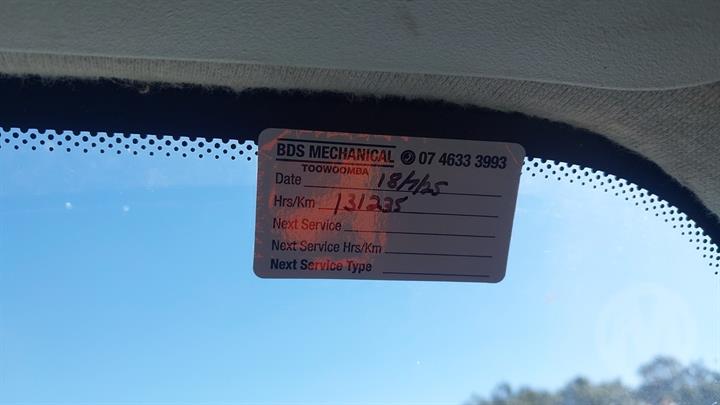 BDS MECHANICAL 07 4633 3993
TOOWOOMBA
Date 18/7/25
Hrs/Km 131235
Next Service
Next Service Hrs/Km
Next Service Type